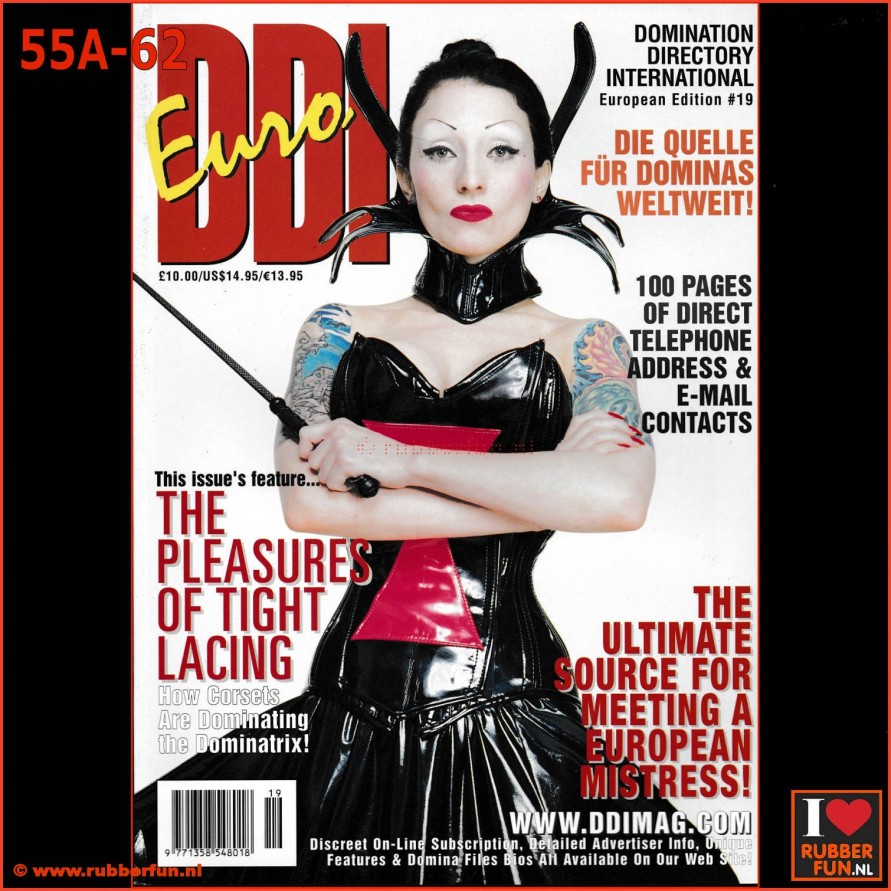 55A-62
DDI
Euro
DOMINATION
DIRECTORY
INTERNATIONAL
European Edition #19
DIE QUELLE
FÜR DOMINAS
WELTWEIT!
£10.00/US$14.95/€13.95
100 PAGES
OF DIRECT
TELEPHONE
ADDRESS &
E-MAIL
CONTACTS
© rubberfun.nl
This issue's feature...
THE
PLEASURES
OF TIGHT
LACING
How Corsets
Are Dominating
the Dominatrix!
THE
ULTIMATE
SOURCE FOR
MEETING A
EUROPEAN
MISTRESS!
WWW.DDIMAG.COM
Discreet On-Line Subscription, Detailed Advertiser Info, Unique
Features & Domina Files Bios All Available On Our Web Site!
19
9 771358 548018
© www.rubberfun.nl
I
RUBBER
FUN.NL